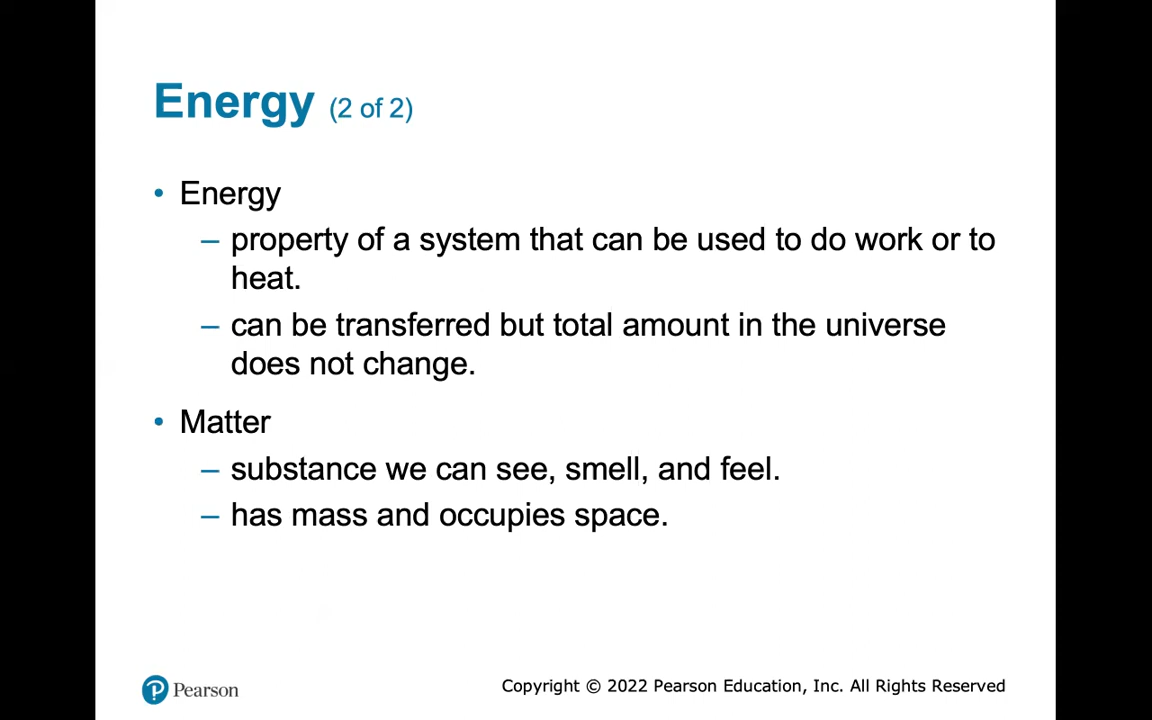 Energy (2 of 2)
• Energy
– property of a system that can be used to do work or to
heat.
– can be transferred but total amount in the universe
does not change.
• Matter
– substance we can see, smell, and feel.
– has mass and occupies space.
P Pearson
Copyright © 2022 Pearson Education, Inc. All Rights Reserved